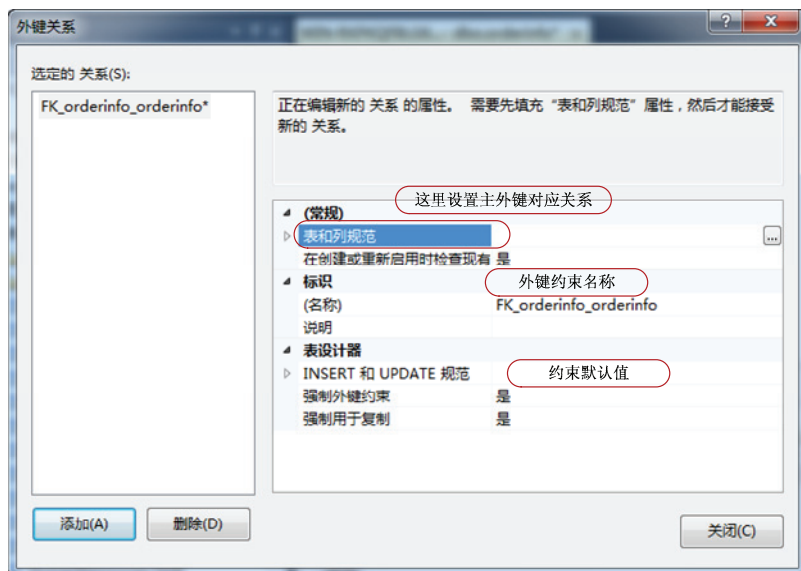 外键关系
选定的 关系(S):
FK_orderinfo_orderinfo*
正在编辑新的 关系 的属性。 需要先填充“表和列规范”属性，然后才能接受
新的 关系。
这里设置主外键对应关系
(常规)
表和列规范
...
在创建或重新启用时检查现有 是
标识
外键约束名称
(名称) FK_orderinfo_orderinfo
说明
表设计器
INSERT 和 UPDATE 规范
约束默认值
强制外键约束 是
强制用于复制 是
添加(A) 删除(D) 关闭(C)